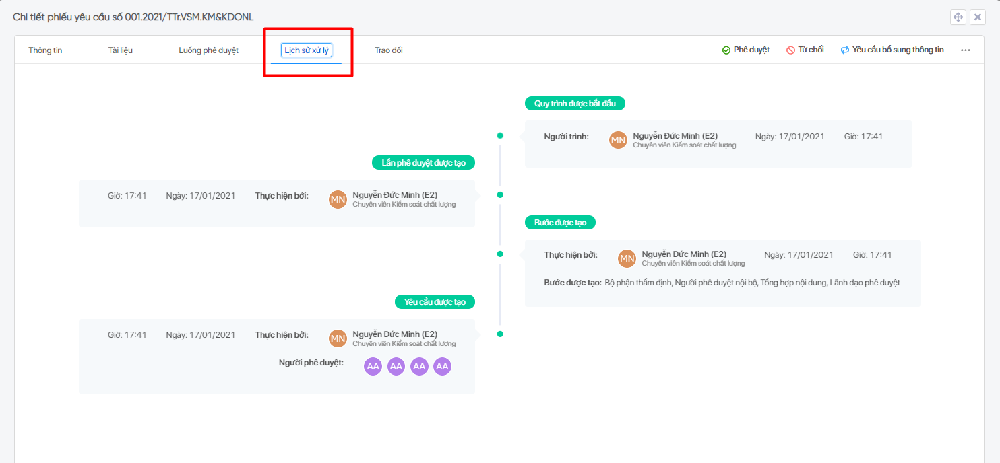 Chi tiết phiếu yêu cầu số 001.2021/TTr.VSM.KM&KDONL
Thông tin Tài liệu Luồng phê duyệt Lịch sử xử lý Trao đổi Phê duyệt Từ chối Yêu cầu bổ sung thông tin
Quy trình được bắt đầu
Người trình: MN Nguyễn Đức Minh (E2) Ngày: 17/01/2021 Giờ: 17:41
Chuyên viên Kiểm soát chất lượng
Lần phê duyệt được tạo
Giờ: 17:41 Ngày: 17/01/2021 Thực hiện bởi: MN Nguyễn Đức Minh (E2)
Chuyên viên Kiểm soát chất lượng
Bước được tạo
Thực hiện bởi: MN Nguyễn Đức Minh (E2) Ngày: 17/01/2021 Giờ: 17:41
Chuyên viên Kiểm soát chất lượng
Bước được tạo: Bộ phận thẩm định, Người phê duyệt nội bộ, Tổng hợp nội dung, Lãnh đạo phê duyệt
Yêu cầu được tạo
Giờ: 17:41 Ngày: 17/01/2021 Thực hiện bởi: MN Nguyễn Đức Minh (E2)
Chuyên viên Kiểm soát chất lượng
Người phê duyệt: AA AA AA AA